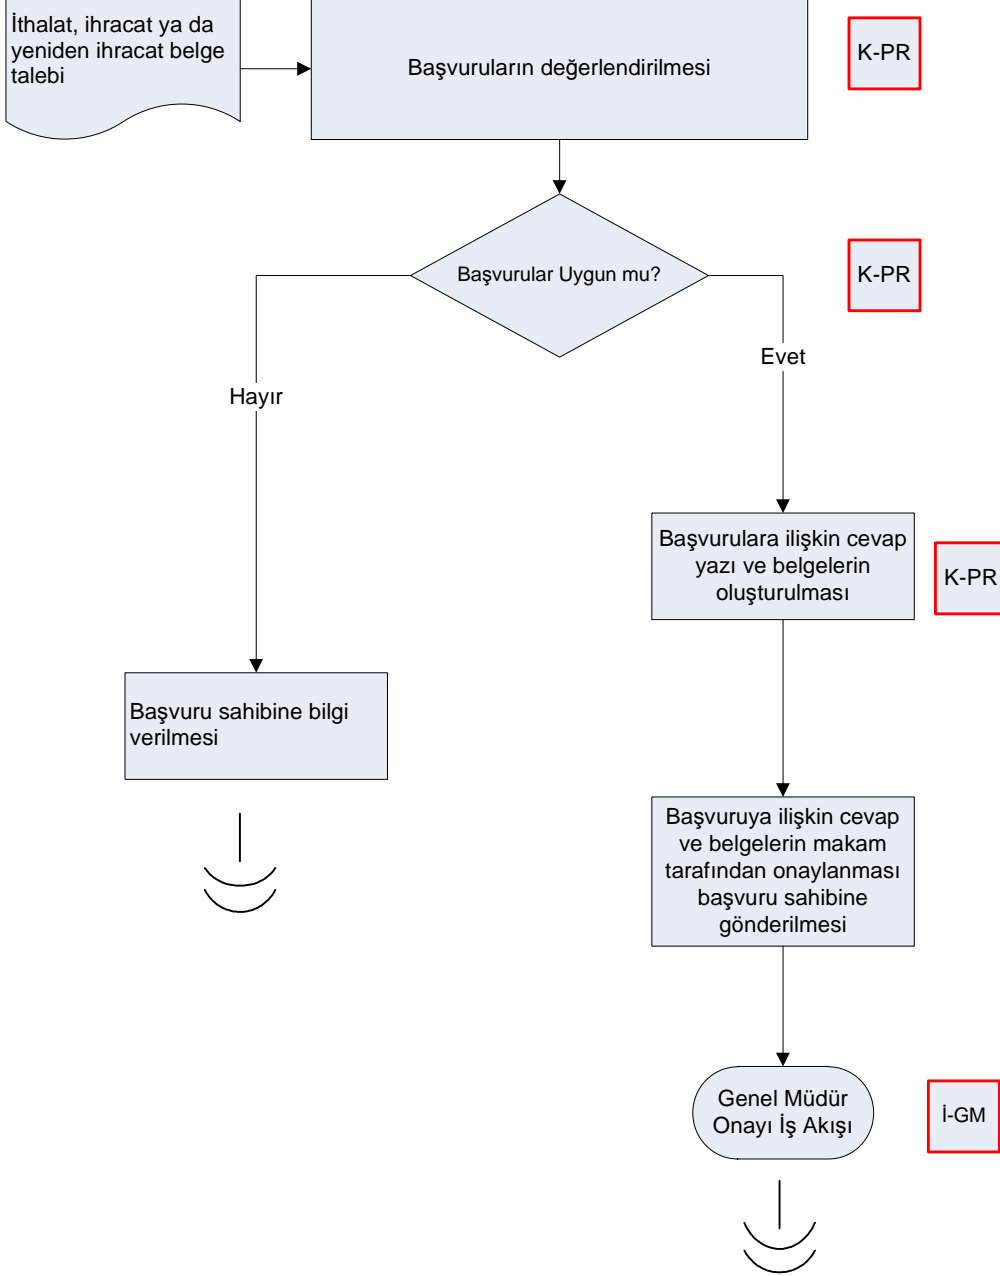 İthalat, ihracat ya da
yeniden ihracat belge
talebi
Başvuruların değerlendirilmesi
K-PR
Başvurular Uygun mu?
K-PR
Evet
Hayır
Başvurulara ilişkin cevap
yazı ve belgelerin
oluşturulması
K-PR
Başvuru sahibine bilgi
verilmesi
Başvuruya ilişkin cevap
ve belgelerin makam
tarafından onaylanması
başvuru sahibine
gönderilmesi
Genel Müdür
Onayı İş Akışı
İ-GM